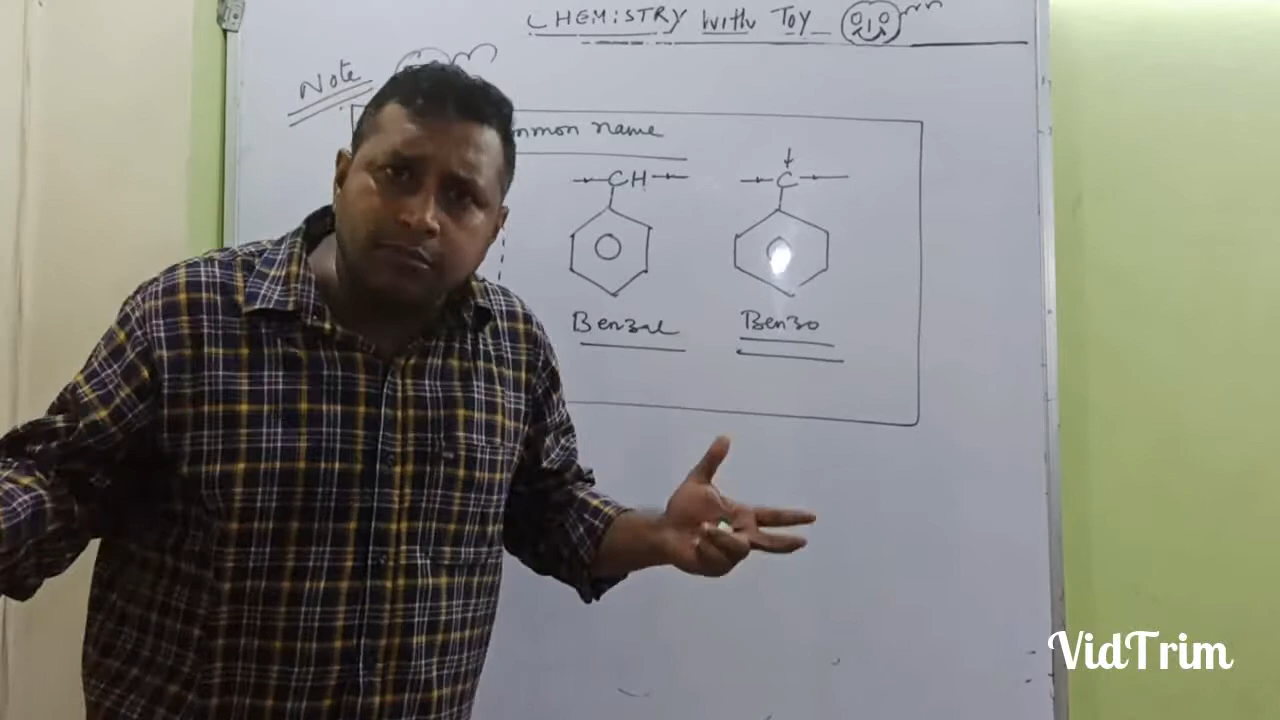 CHEMISTRY with Toy
Note
mmon name
CH
C
Benzal
Benzo
VidTrim